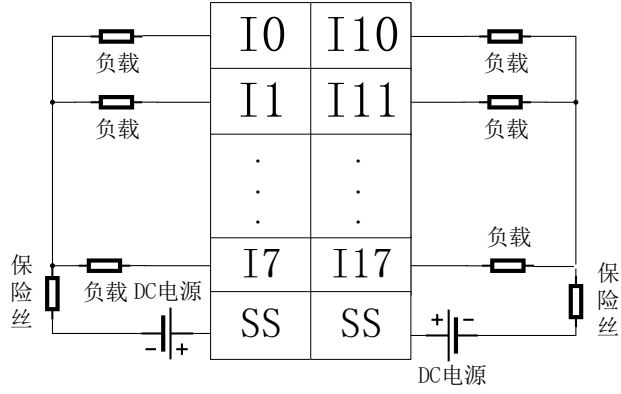 I0 I10
负载 负载
I1 I11
负载 负载
I7 I17
负载
负载
保险丝
保险丝
DC电源
SS SS
- +
+ -
DC电源